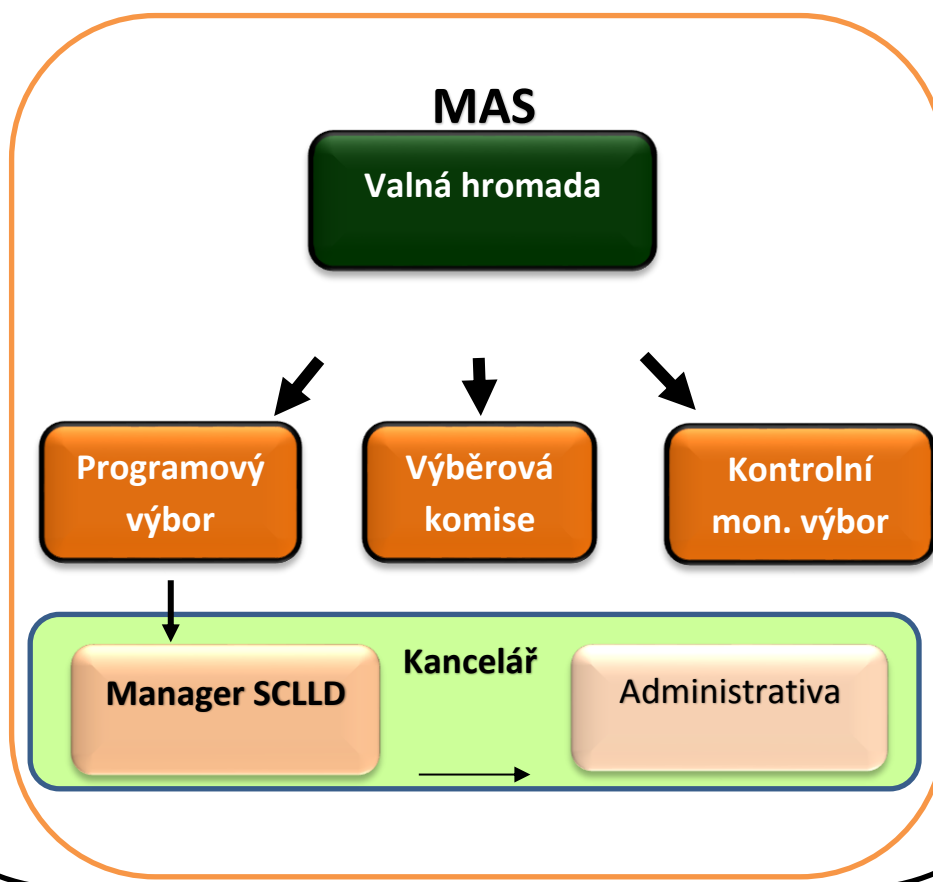 MAS
Valná hromada
Programový
výbor
Výběrová
komise
Kontrolní
mon. výbor
Kancelář
Manager SCLLD
Administrativa